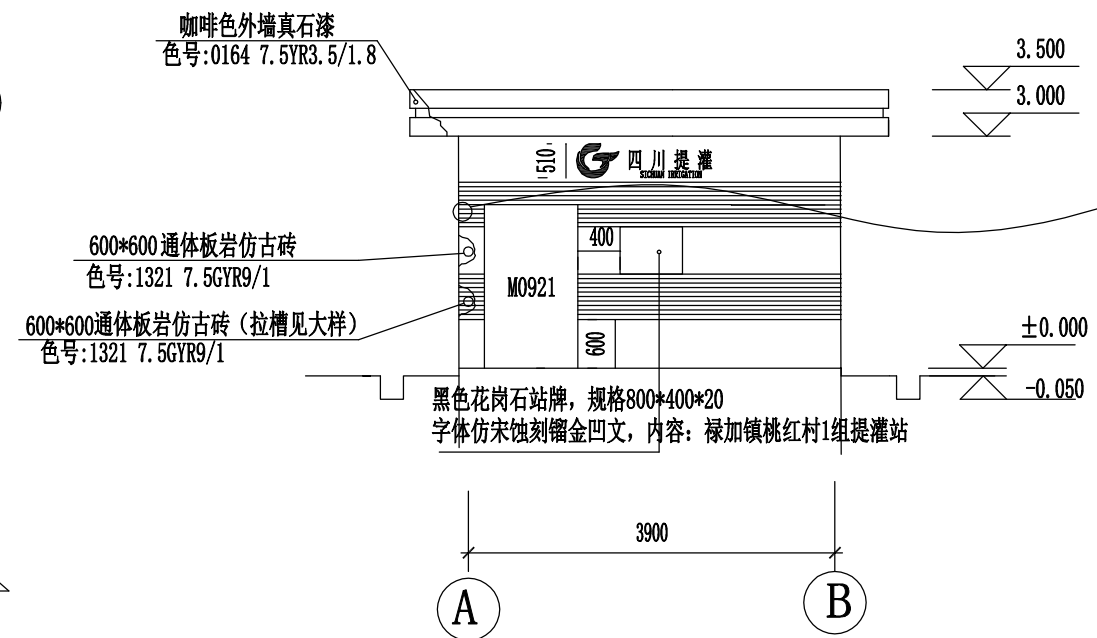 咖啡色外墙真石漆
色号:0164 7.5YR3.5/1.8
3.500
3.000
510
四川提灌
SICHUAN IRRIGATION
600*600通体板岩仿古砖
色号:1321 7.5GYR9/1
400
M0921
600*600通体板岩仿古砖（拉槽见大样）
色号:1321 7.5GYR9/1
600
±0.000
-0.050
黑色花岗石站牌，规格800*400*20
字体仿宋蚀刻镏金凹文，内容：禄加镇桃红村1组提灌站
3900
A
B